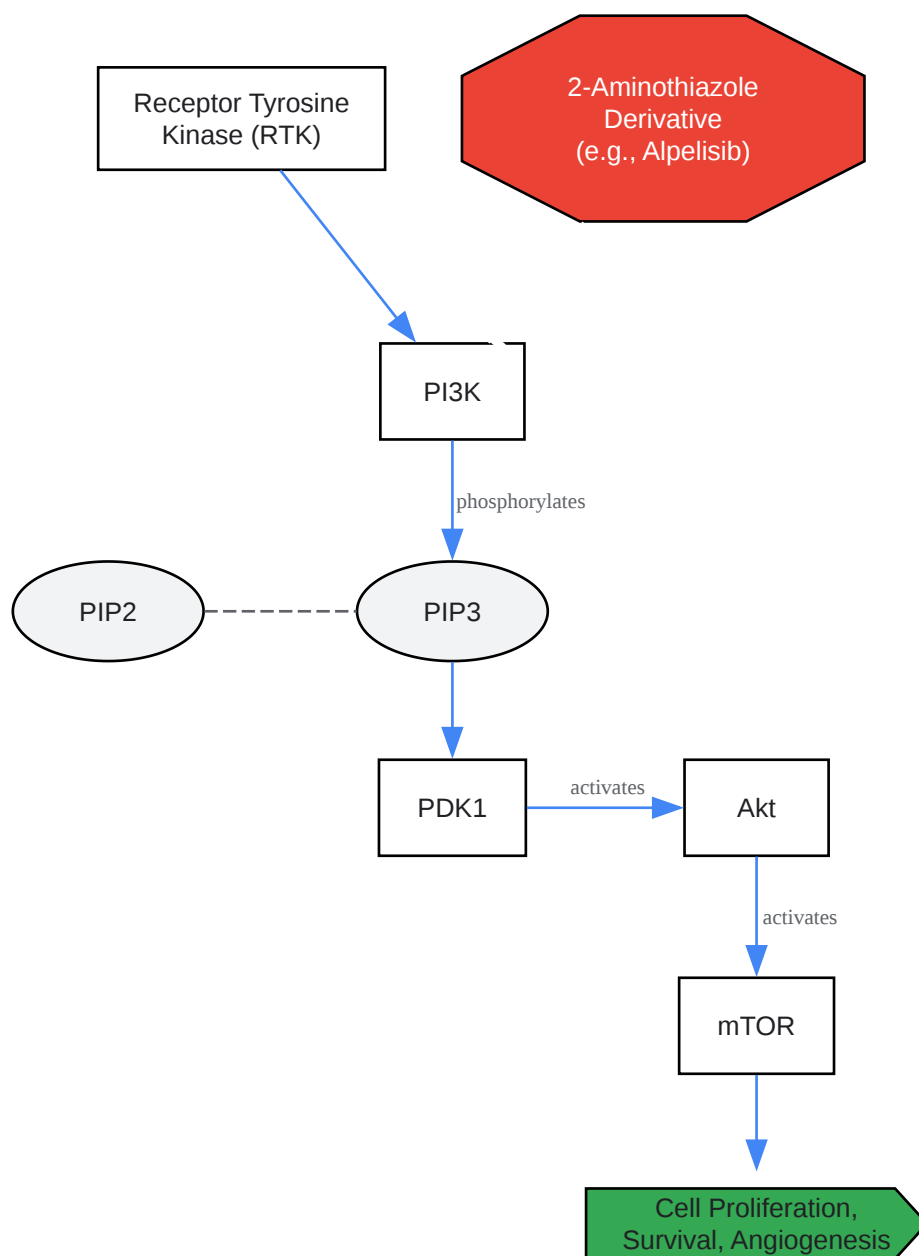 Receptor Tyrosine
Kinase (RTK)
2-Aminothiazole
Derivative
(e.g., Alpelisib)
PI3K
phosphorylates
PIP2
PIP3
PDK1
activates
Akt
activates
mTOR
Cell Proliferation,
Survival, Angiogenesis